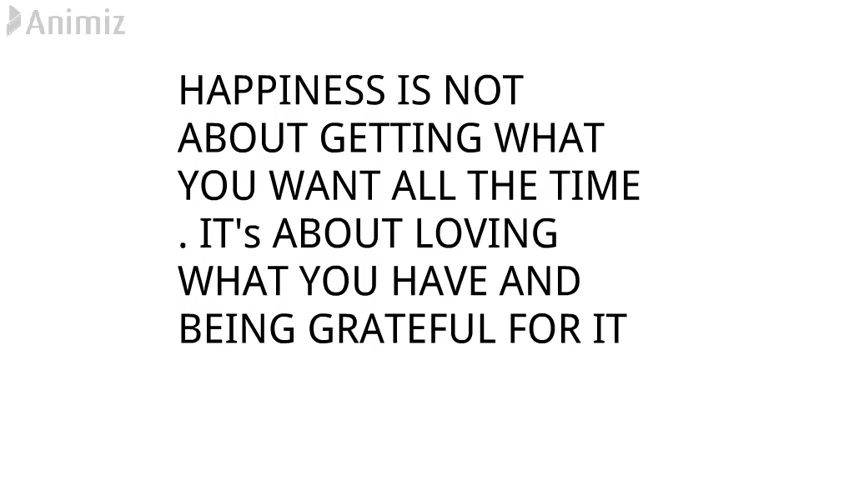 Animiz
HAPPINESS IS NOT
ABOUT GETTING WHAT
YOU WANT ALL THE TIME
. IT's ABOUT LOVING
WHAT YOU HAVE AND
BEING GRATEFUL FOR IT